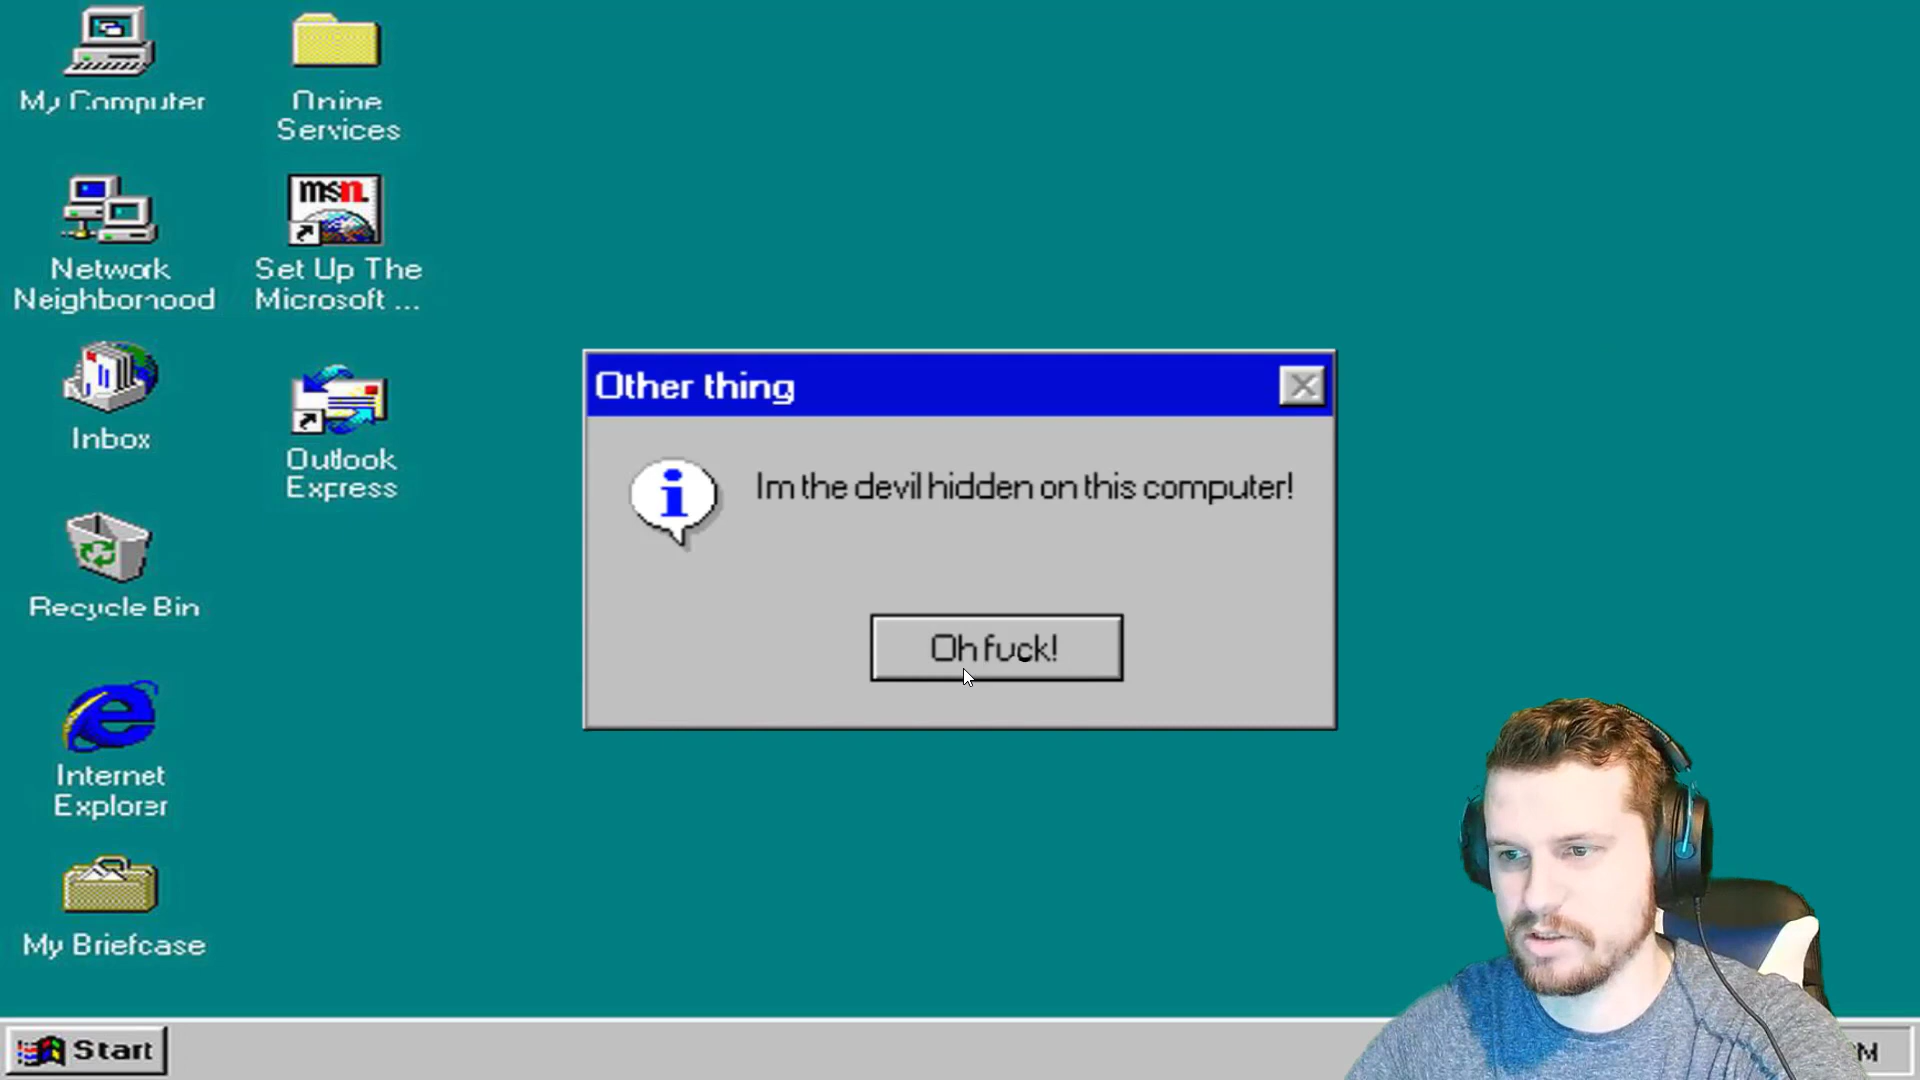 My Computer
Online
Services
msn.
Network
Neighborhood
Set Up The
Microsoft ...
Inbox
Outlook
Express
Recycle Bin
Internet
Explorer
My Briefcase
Other thing
Im the devil hidden on this computer!
Oh fuck!
Start